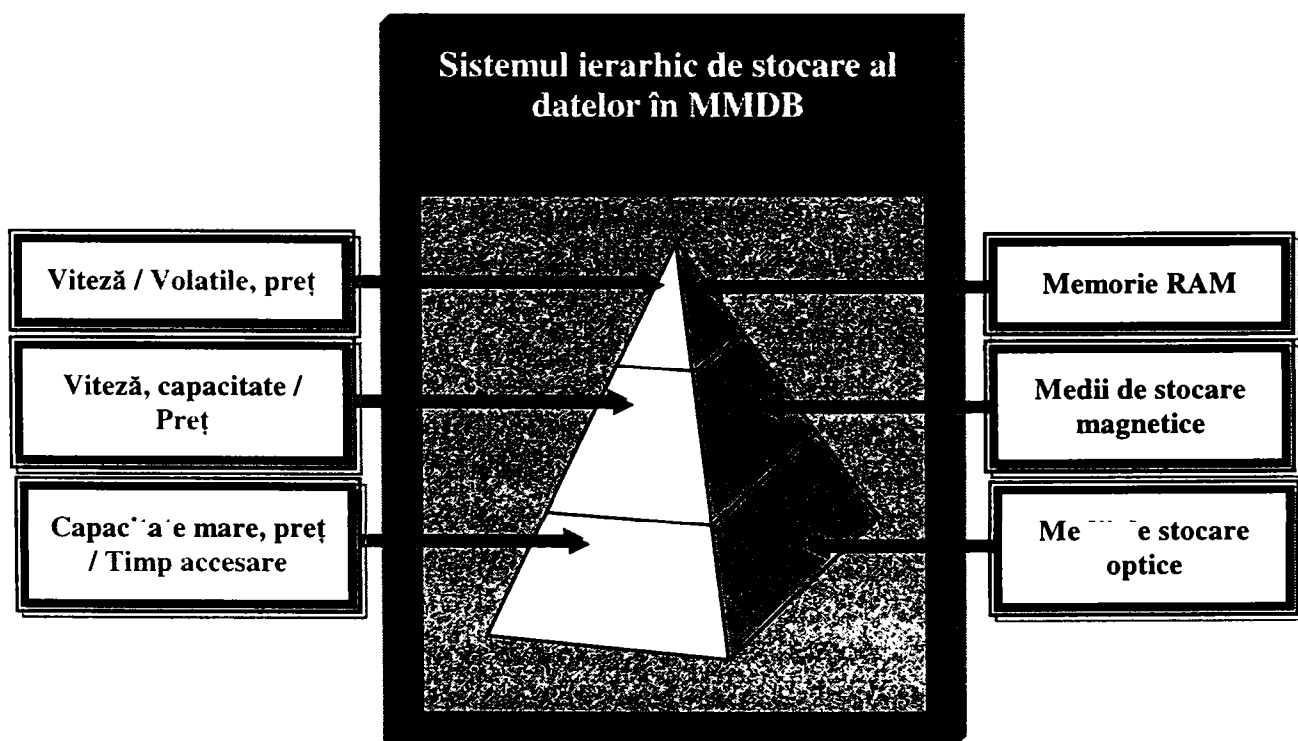 Sistemul ierarhic de stocare al
datelor în MMDB
Viteză / Volatile, preț
Memorie RAM
Viteză, capacitate /
Preț
Medii de stocare
magnetice
mare, preț
/ Timp accesare
stocare
optice